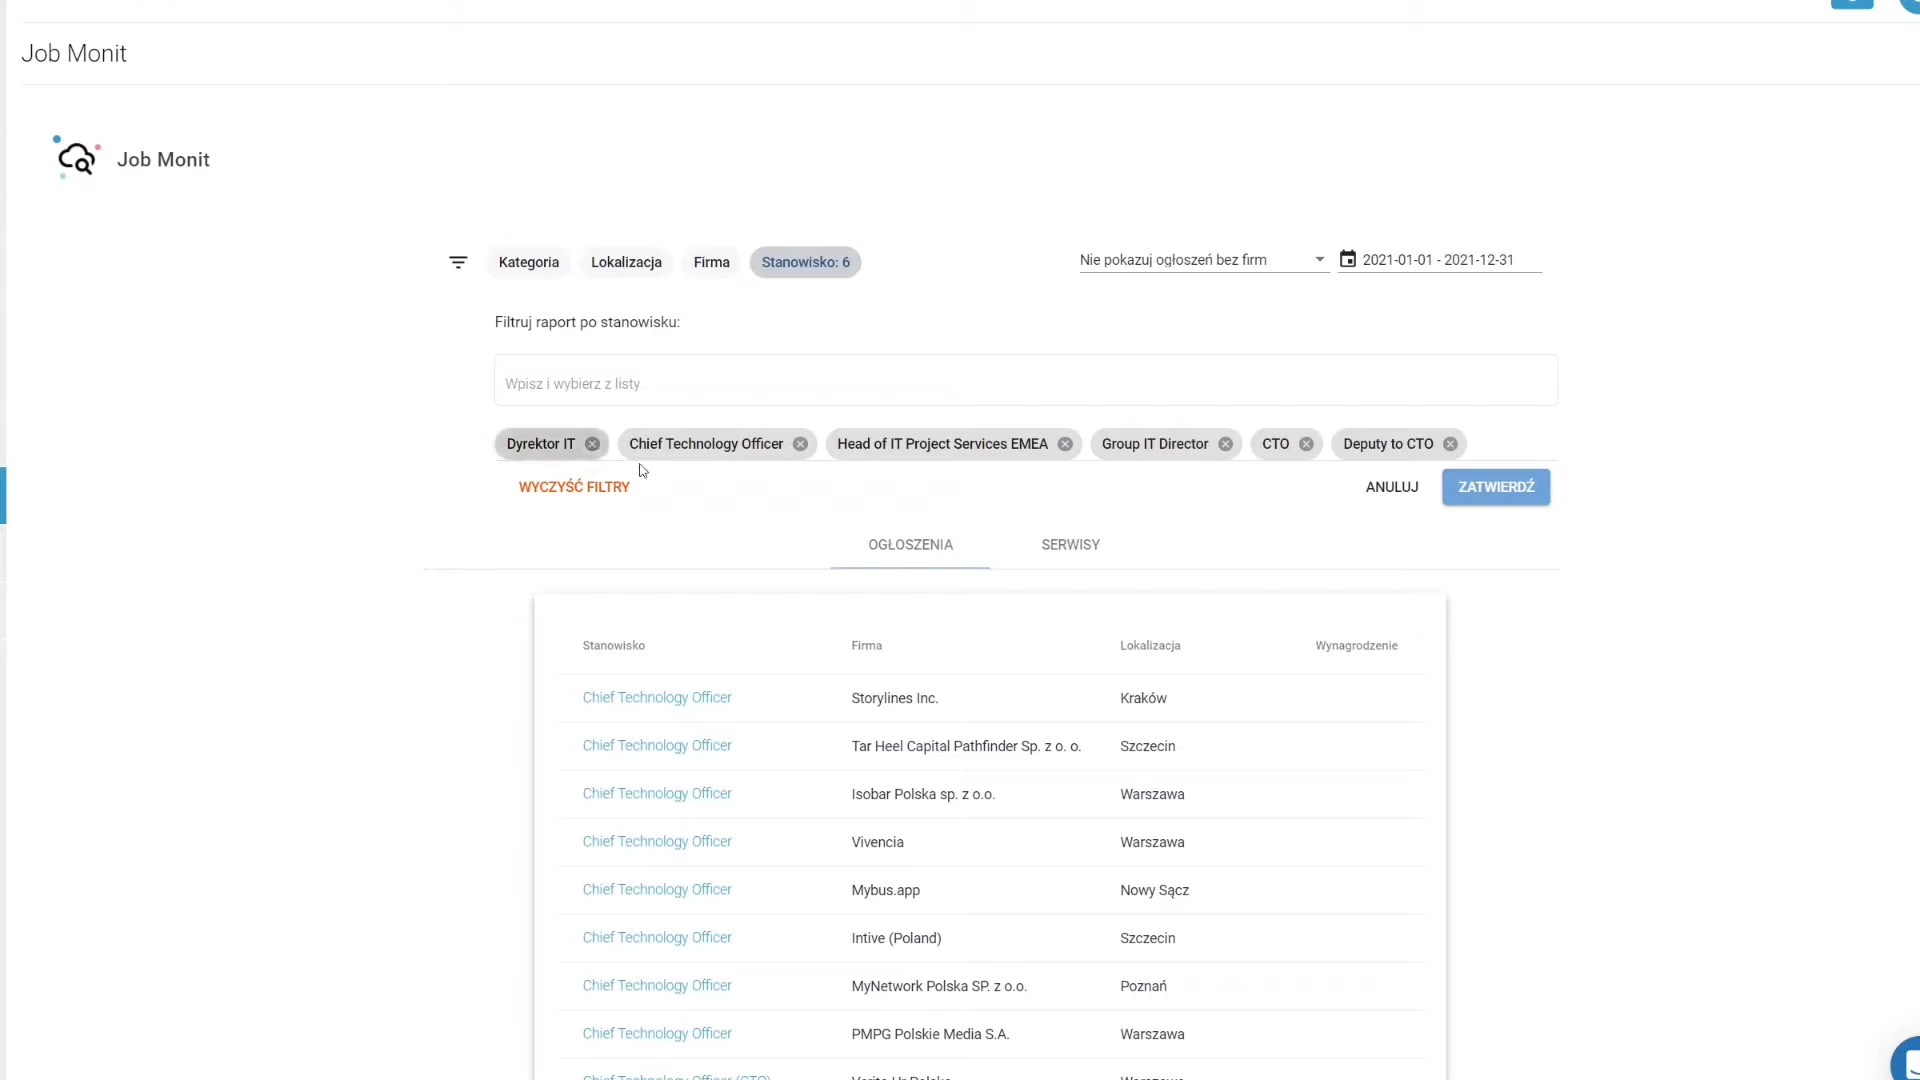 Job Monit
Job Monit
Kategoria Lokalizacja Firma Stanowisko: 6 Nie pokazuj ogłoszeń bez firm 2021-01-01 - 2021-12-31
Filtruj raport po stanowisku:
Wpisz i wybierz z listy
Dyrektor IT Chief Technology Officer Head of IT Project Services EMEA Group IT Director CTO Deputy to CTO
WYCZYŚĆ FILTRY ANULUJ ZATWIERDŹ
OGŁOSZENIA SERWISY
Stanowisko Firma Lokalizacja Wynagrodzenie
Chief Technology Officer Storylines Inc. Kraków
Chief Technology Officer Tar Heel Capital Pathfinder Sp. z o. o. Szczecin
Chief Technology Officer Isobar Polska sp. z o.o. Warszawa
Chief Technology Officer Vivencia Warszawa
Chief Technology Officer Mybus.app Nowy Sącz
Chief Technology Officer Intive (Poland) Szczecin
Chief Technology Officer MyNetwork Polska SP. z o.o. Poznań
Chief Technology Officer PMPG Polskie Media S.A. Warszawa
Chief Technology Officer (CTO) Warszawa